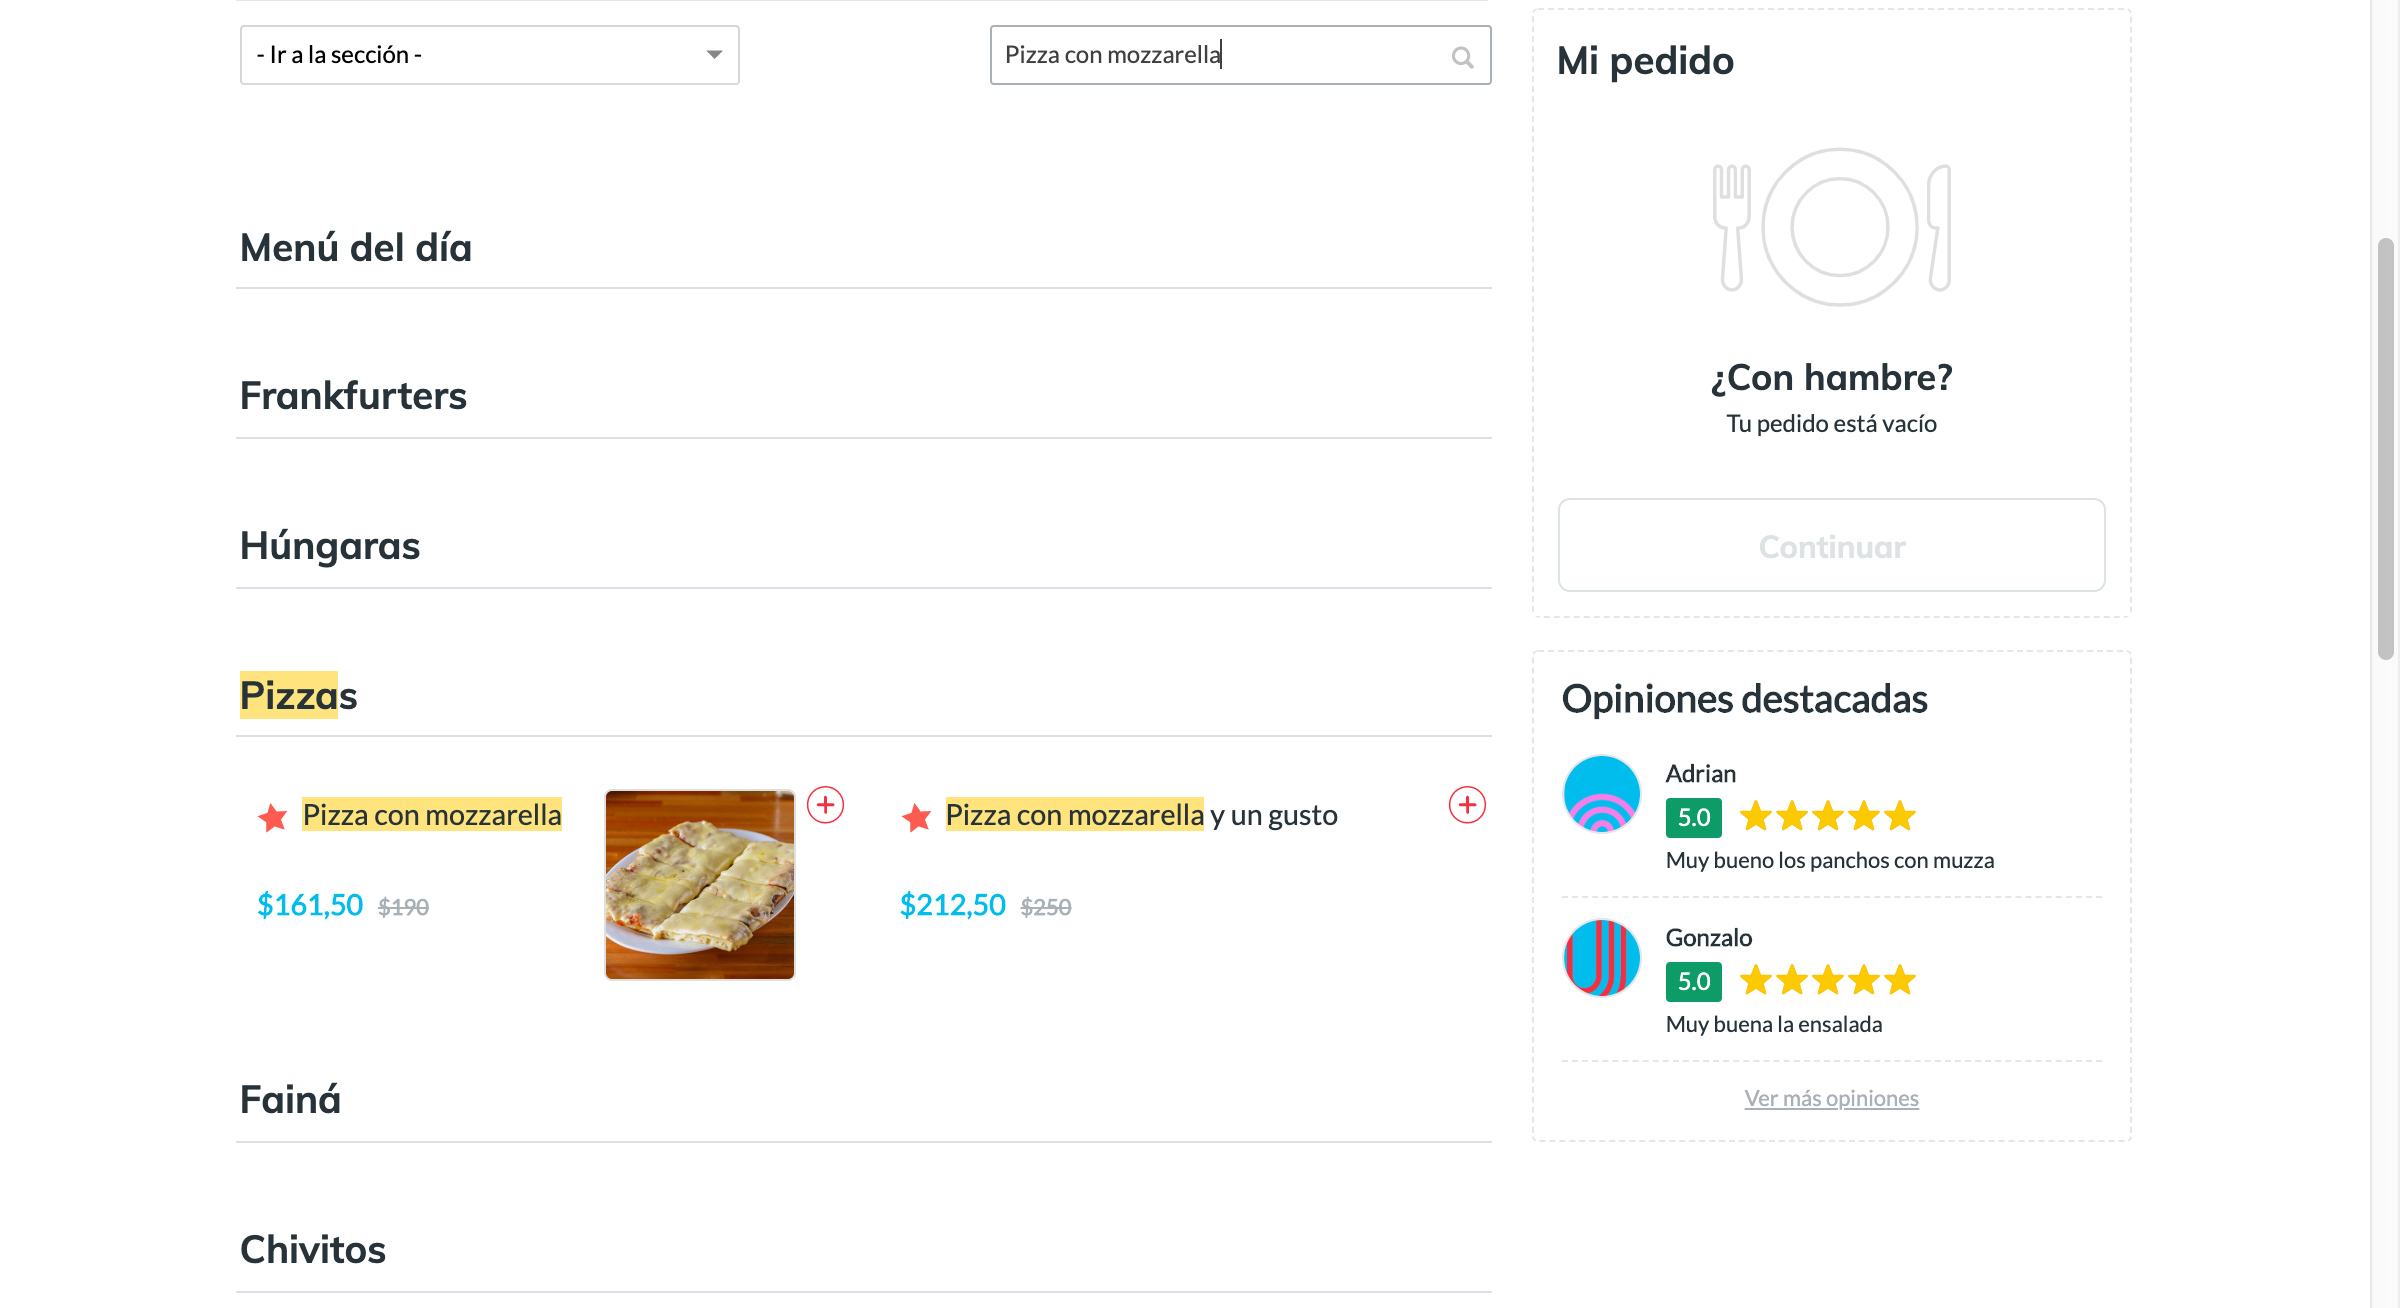 - Ir a la sección -
Pizza con mozzarella
Menú del día
Frankfurters
Húngaras
Pizzas
Pizza con mozzarella
$161,50 $190
Pizza con mozzarella y un gusto
$212,50 $250
Fainá
Chivitos
Mi pedido
¿Con hambre?
Tu pedido está vacío
Continuar
Opiniones destacadas
Adrian
5.0
Muy bueno los panchos con muzza
Gonzalo
5.0
Muy buena la ensalada
Ver más opiniones